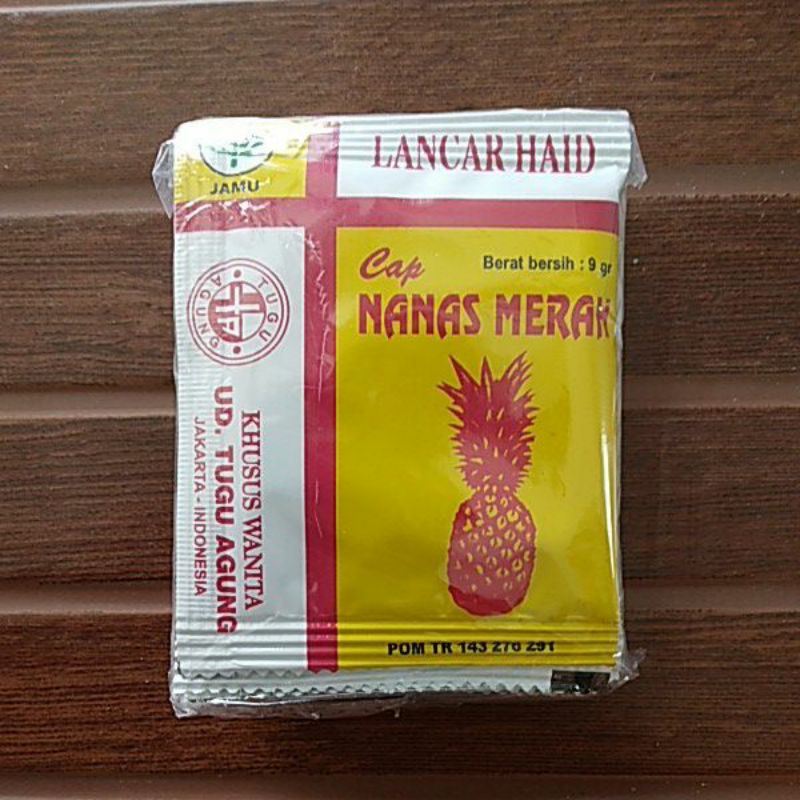 JAMU
LANCAR HAID
TUGU
AGUNG
TA
KHUSUS WANITA
UD. TUGU AGUNG
JAKARTA - INDONESIA
Cap
Berat bersih : 9 gr
NANAS MERAH
POM TR 143 276 291